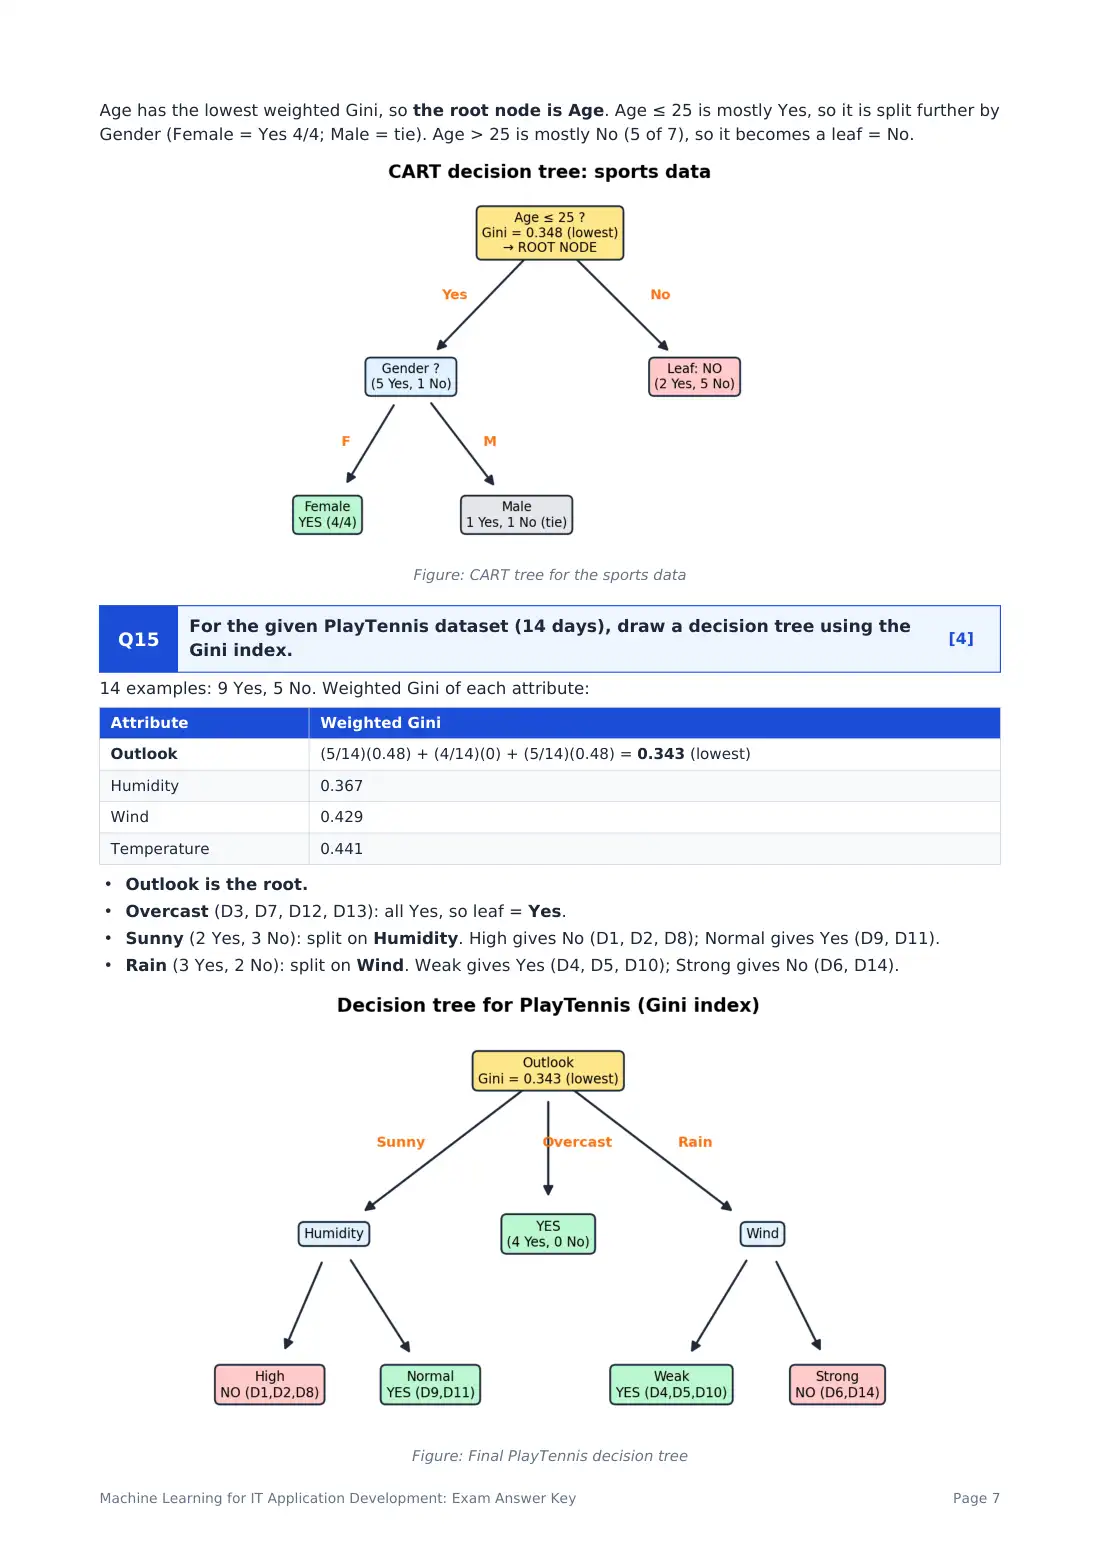 Age has the lowest weighted Gini, so the root node is Age. Age ≤ 25 is mostly Yes, so it is split further by
Gender (Female = Yes 4/4; Male = tie). Age > 25 is mostly No (5 of 7), so it becomes a leaf = No.
CART decision tree: sports data
Age ≤ 25 ?
Gini = 0.348 (lowest)
→ ROOT NODE
Yes
No
Gender ?
(5 Yes, 1 No)
Leaf: NO
(2 Yes, 5 No)
F
M
Female
YES (4/4)
Male
1 Yes, 1 No (tie)
Figure: CART tree for the sports data
Q15
For the given PlayTennis dataset (14 days), draw a decision tree using the
Gini index.
[4]
14 examples: 9 Yes, 5 No. Weighted Gini of each attribute:
Attribute Weighted Gini
Outlook (5/14)(0.48) + (4/14)(0) + (5/14)(0.48) = 0.343 (lowest)
Humidity 0.367
Wind 0.429
Temperature 0.441
• Outlook is the root.
• Overcast (D3, D7, D12, D13): all Yes, so leaf = Yes.
• Sunny (2 Yes, 3 No): split on Humidity. High gives No (D1, D2, D8); Normal gives Yes (D9, D11).
• Rain (3 Yes, 2 No): split on Wind. Weak gives Yes (D4, D5, D10); Strong gives No (D6, D14).
Decision tree for PlayTennis (Gini index)
Outlook
Gini = 0.343 (lowest)
Sunny
Overcast
Rain
Humidity
YES
(4 Yes, 0 No)
Wind
High
NO (D1,D2,D8)
Normal
YES (D9,D11)
Weak
YES (D4,D5,D10)
Strong
NO (D6,D14)
Figure: Final PlayTennis decision tree
Machine Learning for IT Application Development: Exam Answer Key
Page 7